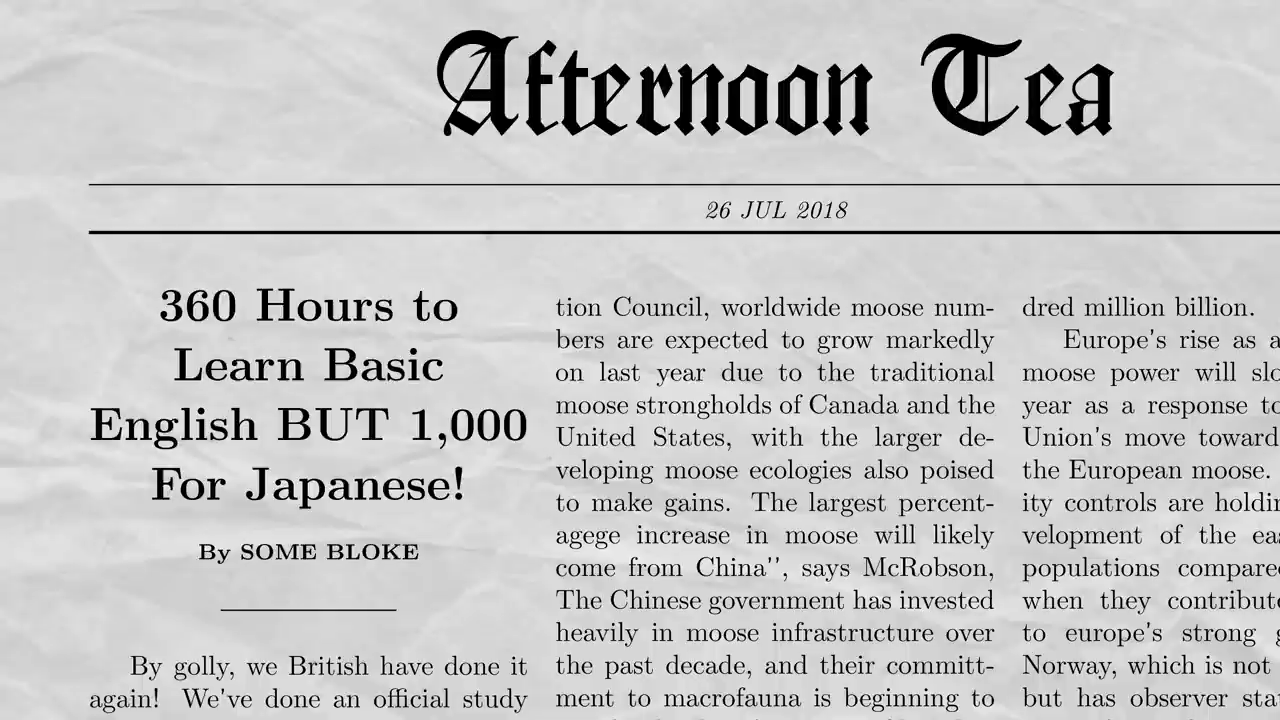 Afternoon Tea
26 JUL 2018
360 Hours to
Learn Basic
English BUT 1,000
For Japanese!
By SOME BLOKE
By golly, we British have done it
again! We've done an official study
tion Council, worldwide moose num-
bers are expected to grow markedly
on last year due to the traditional
moose strongholds of Canada and the
United States, with the larger de-
veloping moose ecologies also poised
to make gains. The largest percent-
agege increase in moose will likely
come from China'', says McRobson,
The Chinese government has invested
heavily in moose infrastructure over
the past decade, and their committ-
ment to macrofauna is beginning to
dred million billion.
Europe's rise as a
moose power will slo
year as a response to
Union's move toward
the European moose.
ity controls are holdin
velopment of the eas
populations compared
when they contribute
to europe's strong g
Norway, which is not
but has observer sta